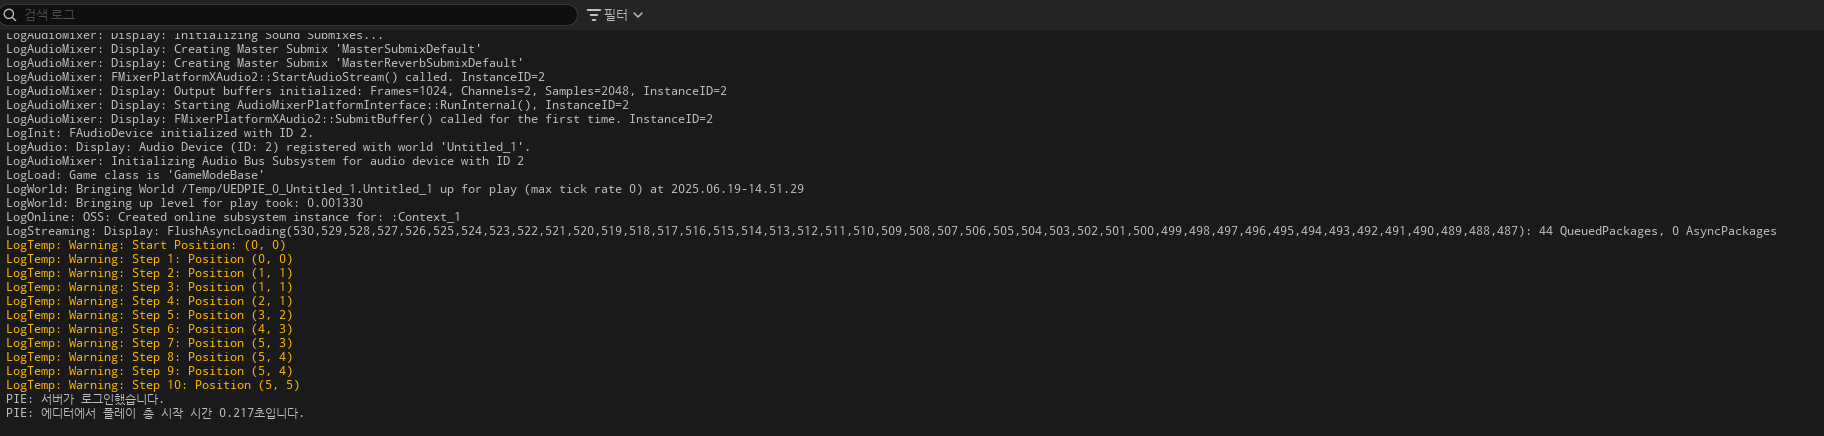 검색 로그
필터
LogAudioMixer: Display: Initializing Sound Submixes...
LogAudioMixer: Display: Creating Master Submix 'MasterSubmixDefault'
LogAudioMixer: Display: Creating Master Submix 'MasterReverbSubmixDefault'
LogAudioMixer: FMixerPlatformXAudio2::StartAudioStream() called. InstanceID=2
LogAudioMixer: Display: Output buffers initialized: Frames=1024, Channels=2, Samples=2048, InstanceID=2
LogAudioMixer: Display: Starting AudioMixerPlatformInterface::RunInternal(), InstanceID=2
LogAudioMixer: Display: FMixerPlatformXAudio2::SubmitBuffer() called for the first time. InstanceID=2
LogInit: FAudioDevice initialized with ID 2.
LogAudio: Display: Audio Device (ID: 2) registered with world 'Untitled_1'.
LogAudioMixer: Initializing Audio Bus Subsystem for audio device with ID 2
LogLoad: Game class is 'GameModeBase'
LogWorld: Bringing World /Temp/UEDPIE_0_Untitled_1.Untitled_1 up for play (max tick rate 0) at 2025.06.19-14.51.29
LogWorld: Bringing up level for play took: 0.001330
LogOnline: OSS: Created online subsystem instance for: :Context_1
LogStreaming: Display: FlushAsyncLoading(530,529,528,527,526,525,524,523,522,521,520,519,518,517,516,515,514,513,512,511,510,509,508,507,506,505,504,503,502,501,500,499,498,497,496,495,494,493,492,491,490,489,488,487): 44 QueuedPackages, 0 AsyncPackages
LogTemp: Warning: Start Position: (0, 0)
LogTemp: Warning: Step 1: Position (0, 0)
LogTemp: Warning: Step 2: Position (1, 1)
LogTemp: Warning: Step 3: Position (1, 1)
LogTemp: Warning: Step 4: Position (2, 1)
LogTemp: Warning: Step 5: Position (3, 2)
LogTemp: Warning: Step 6: Position (4, 3)
LogTemp: Warning: Step 7: Position (5, 3)
LogTemp: Warning: Step 8: Position (5, 4)
LogTemp: Warning: Step 9: Position (5, 4)
LogTemp: Warning: Step 10: Position (5, 5)
PIE: 서버가 로그인했습니다.
PIE: 에디터에서 플레이 총 시작 시간 0.217초입니다.